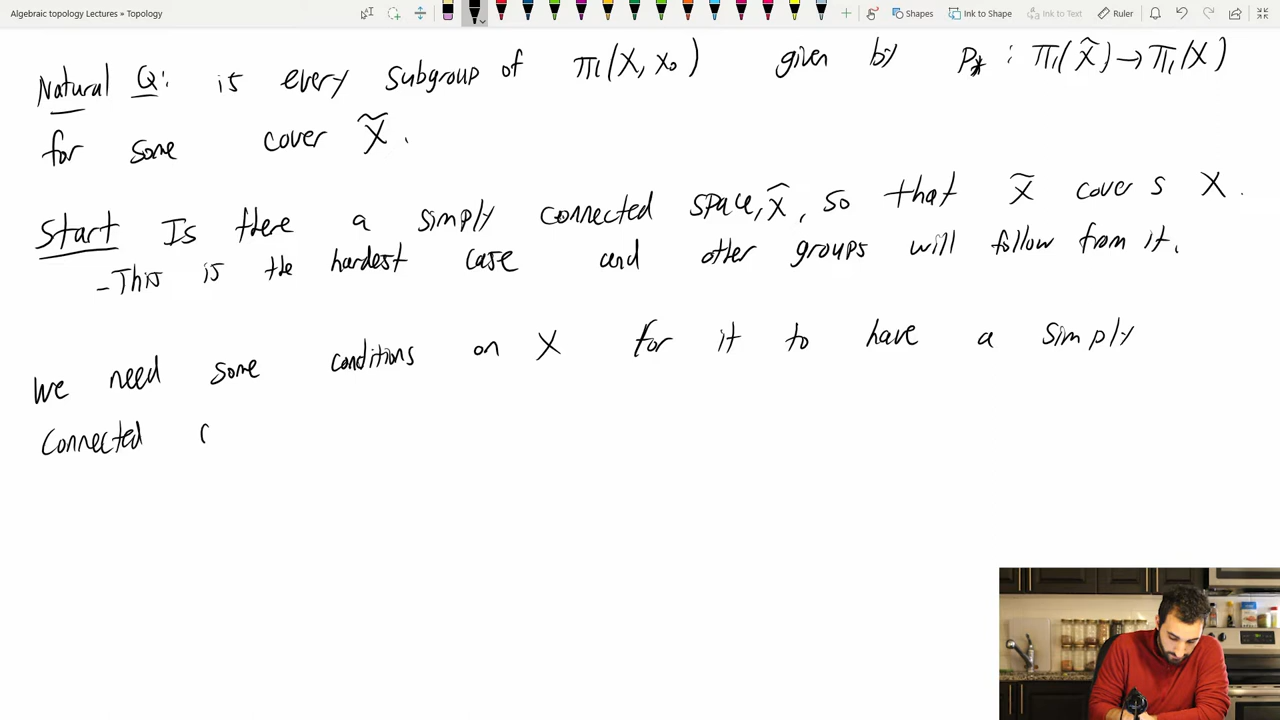 Algebraic topology Lectures » Topology
Shapes Ink to Shape Ink to Text Ruler
Natural Q: is every subgroup of π1(X, x0) given by P* : π1(X̃) → π1(X)
for some cover X̃.
Start Is there a simply connected space, X̃, so that X̃ covers X.
- This is the hardest case and other groups will follow from it.
We need some conditions on X for it to have a simply
Connected C